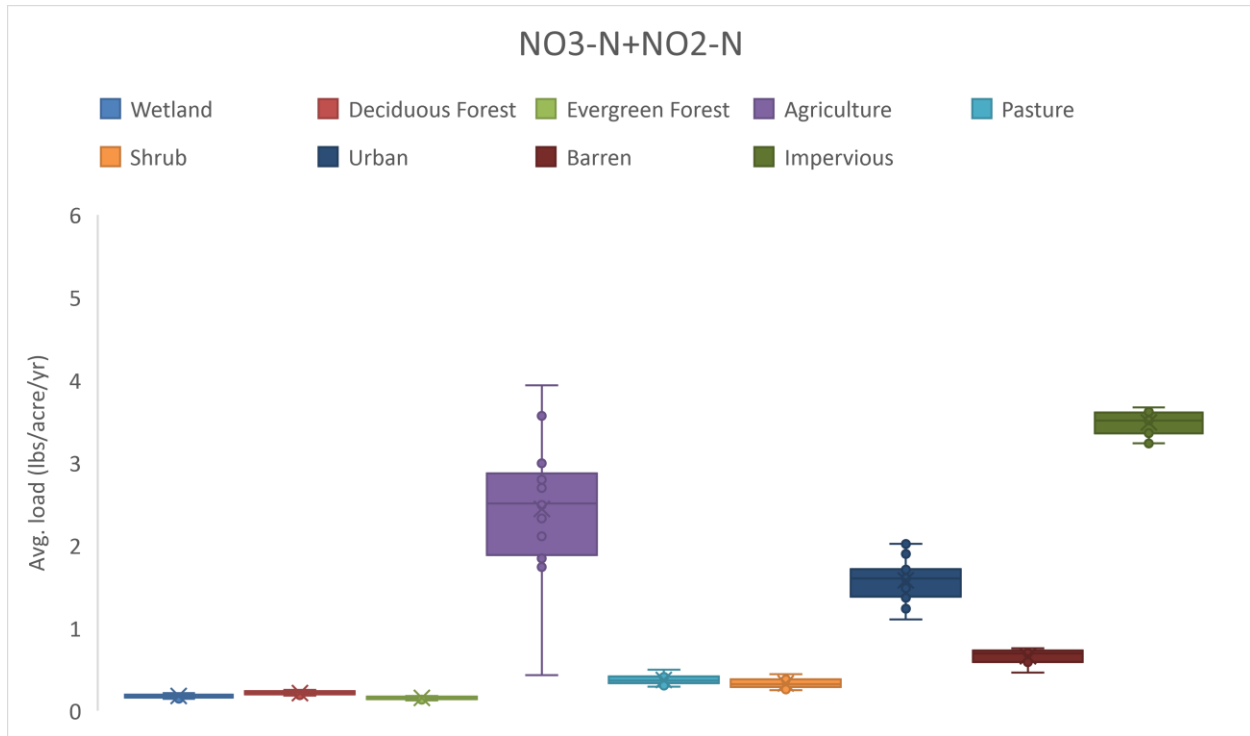 NO3-N+NO2-N
Wetland Deciduous Forest Evergreen Forest Agriculture Pasture
Shrub Urban Barren Impervious
6
5
4
3
2
1
0
Avg. load (lbs/acre/yr)